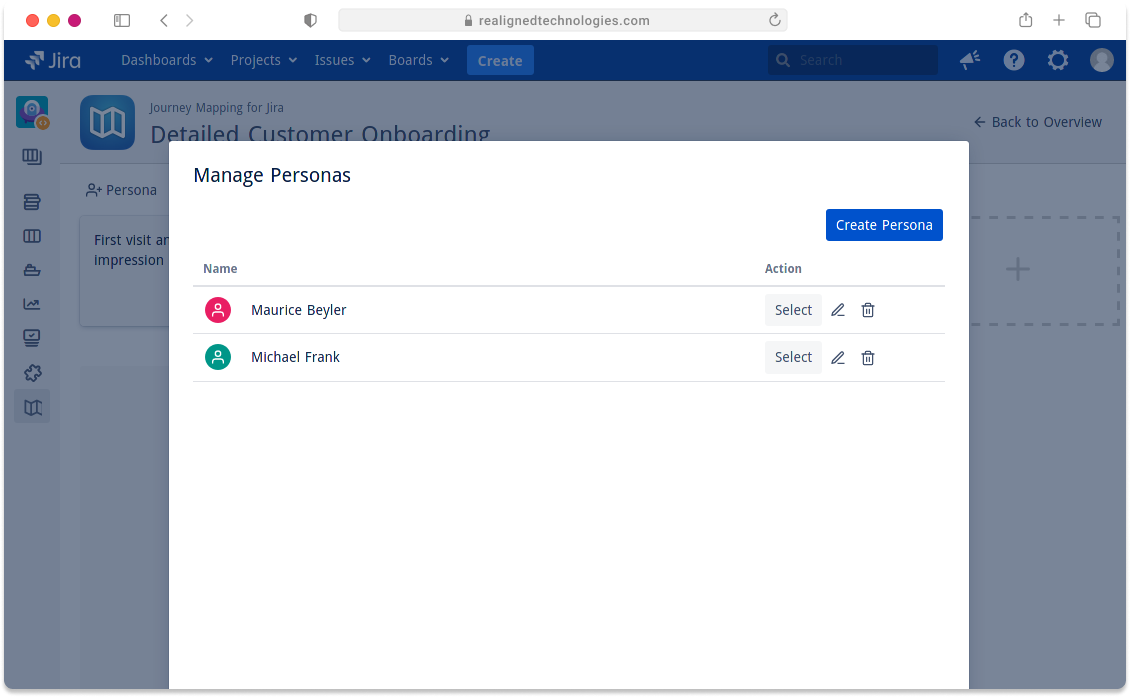 realignedtechnologies.com
Jira
Dashboards Projects Issues Boards Create Search
Journey Mapping for Jira
Detailed Customer Onboarding
Back to Overview
Persona
First visit an
impression
Manage Personas
Create Persona
Name Action
Maurice Beyler Select
Michael Frank Select